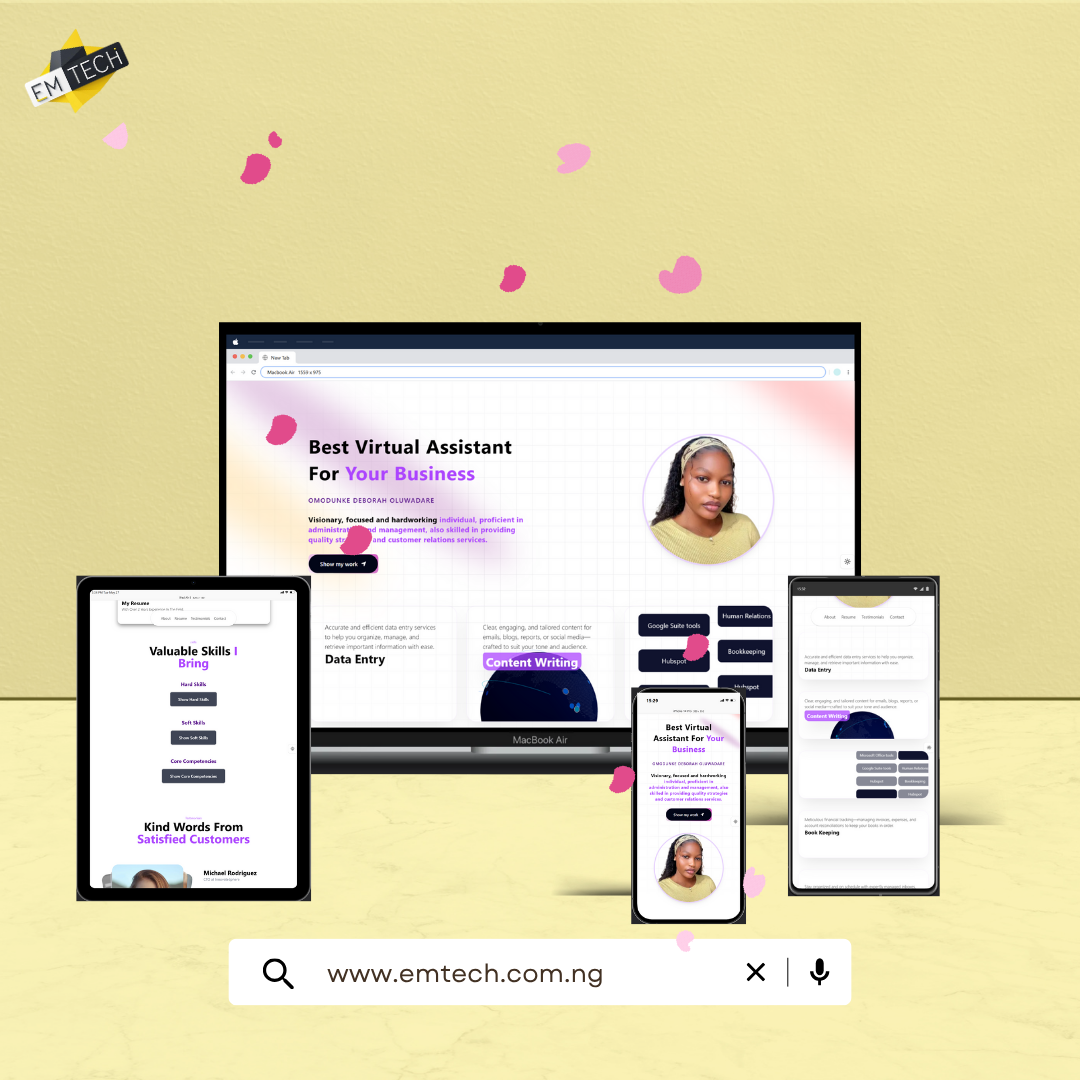 EM TECH
New Tab
Macbook Air 1559 x 975
Best Virtual Assistant
For Your Business
OMODUNKE DEBORAH OLUWADARE
Visionary, focused and hardworking individual, proficient in
and management, also skilled in providing
quality and customer relations services.
Show my work
Accurate and efficient data entry services
to help you organize, manage, and
retrieve important information with ease.
Data Entry
Clear, engaging, and tailored content for
emails, blogs, reports, or social media—
crafted to suit your tone and audience.
Content Writing
Google Suite tools
Hubspot
Human Relations
Bookkeeping
Hubspot
MacBook Air
My Resume
About Resume Testimonials Contact
Valuable Skills I
Bring
Hard Skills
Show Hard Skills
Soft Skills
Show Soft Skills
Core Competencies
Show Core Competencies
Kind Words From
Satisfied Customers
Michael Rodriguez
15:26
Best Virtual
Assistant For Your
Business
OMODUNKE DEBORAH OLUWADARE
Visionary, focused and hardworking
individual, proficient in
administration and management, also
skilled in providing quality strategies
and customer relations services.
Show my work
About Resume Testimonials Contact
Accurate and efficient data entry services to help you organize,
manage, and retrieve important information with ease.
Data Entry
Clear, engaging, and tailored content for emails, blogs, reports, or
social media—crafted to suit your tone and audience.
Content Writing
Microsoft Office tools
Google Suite tools
Human Relations
Hubspot
Bookkeeping
Hubspot
Meticulous financial tracking—managing invoices, expenses, and
account reconciliations to keep your books in order
Book Keeping
www.emtech.com.ng